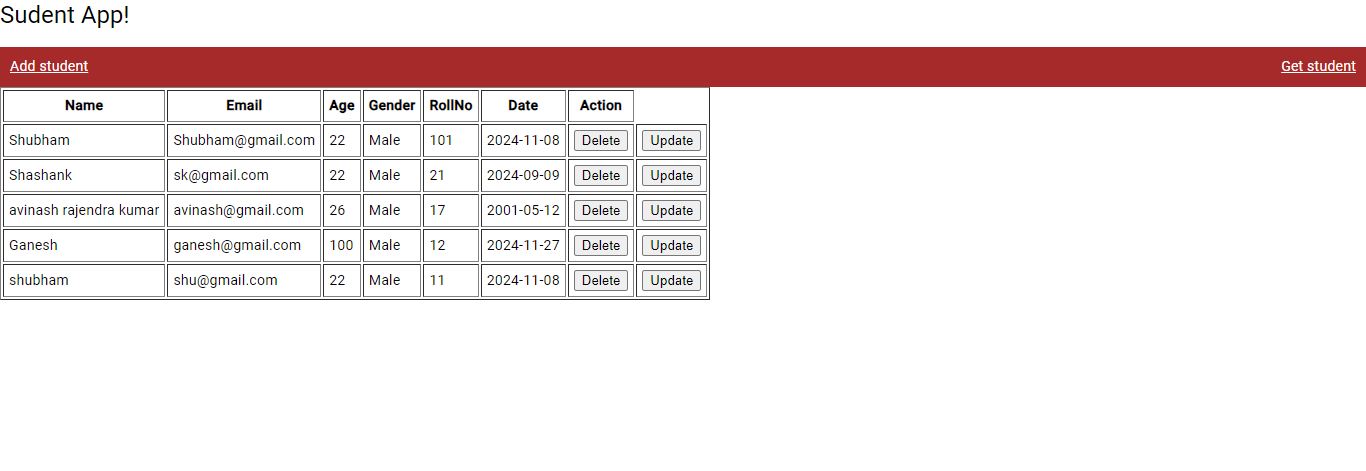 Sudent App!
Add student Get student
Name Email Age Gender RollNo Date Action
Shubham Shubham@gmail.com 22 Male 101 2024-11-08 Delete Update
Shashank sk@gmail.com 22 Male 21 2024-09-09 Delete Update
avinash rajendra kumar avinash@gmail.com 26 Male 17 2001-05-12 Delete Update
Ganesh ganesh@gmail.com 100 Male 12 2024-11-27 Delete Update
shubham shu@gmail.com 22 Male 11 2024-11-08 Delete Update